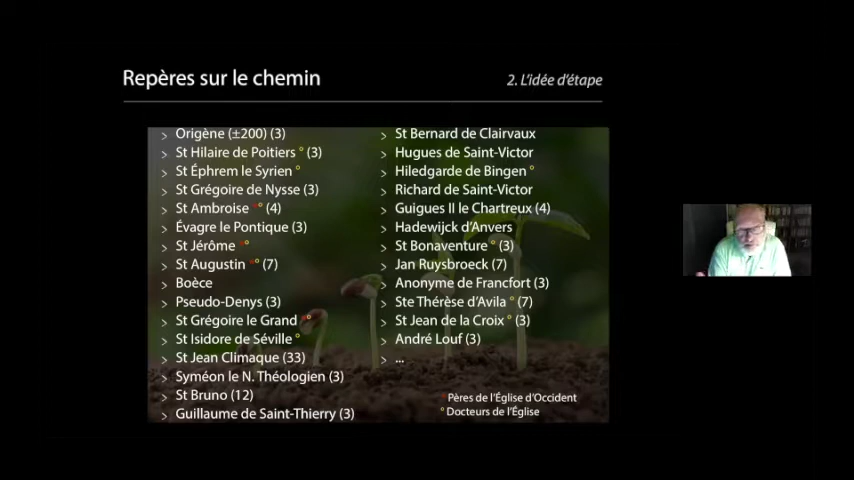 Repères sur le chemin
2. L'idée d'étape
> Origène (±200) (3)
> St Hilaire de Poitiers ° (3)
> St Éphrem le Syrien °
> St Grégoire de Nysse (3)
> St Ambroise *° (4)
> Évagre le Pontique (3)
> St Jérôme *°
> St Augustin *° (7)
> Boèce
> Pseudo-Denys (3)
> St Grégoire le Grand *°
> St Isidore de Séville °
> St Jean Climaque (33)
> Syméon le N. Théologien (3)
> St Bruno (12)
> Guillaume de Saint-Thierry (3)
> St Bernard de Clairvaux
> Hugues de Saint-Victor
> Hiledgarde de Bingen °
> Richard de Saint-Victor
> Guigues II le Chartreux (4)
> Hadewijck d'Anvers
> St Bonaventure ° (3)
> Jan Ruysbroeck (7)
> Anonyme de Francfort (3)
> Ste Thérèse d'Avila ° (7)
> St Jean de la Croix ° (3)
> André Louf (3)
> ...
* Pères de l'Église d'Occident
° Docteurs de l'Église